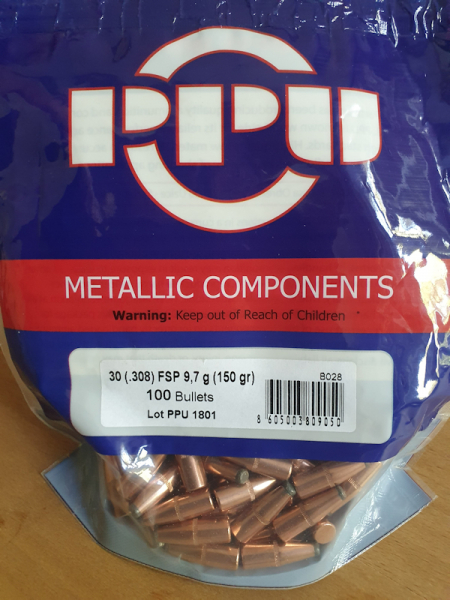 PPU
METALLIC COMPONENTS
Warning: Keep out of Reach of Children
30 (.308) FSP 9,7 g (150 gr)
B028
100 Bullets
Lot PPU 1801
8 605003 809050